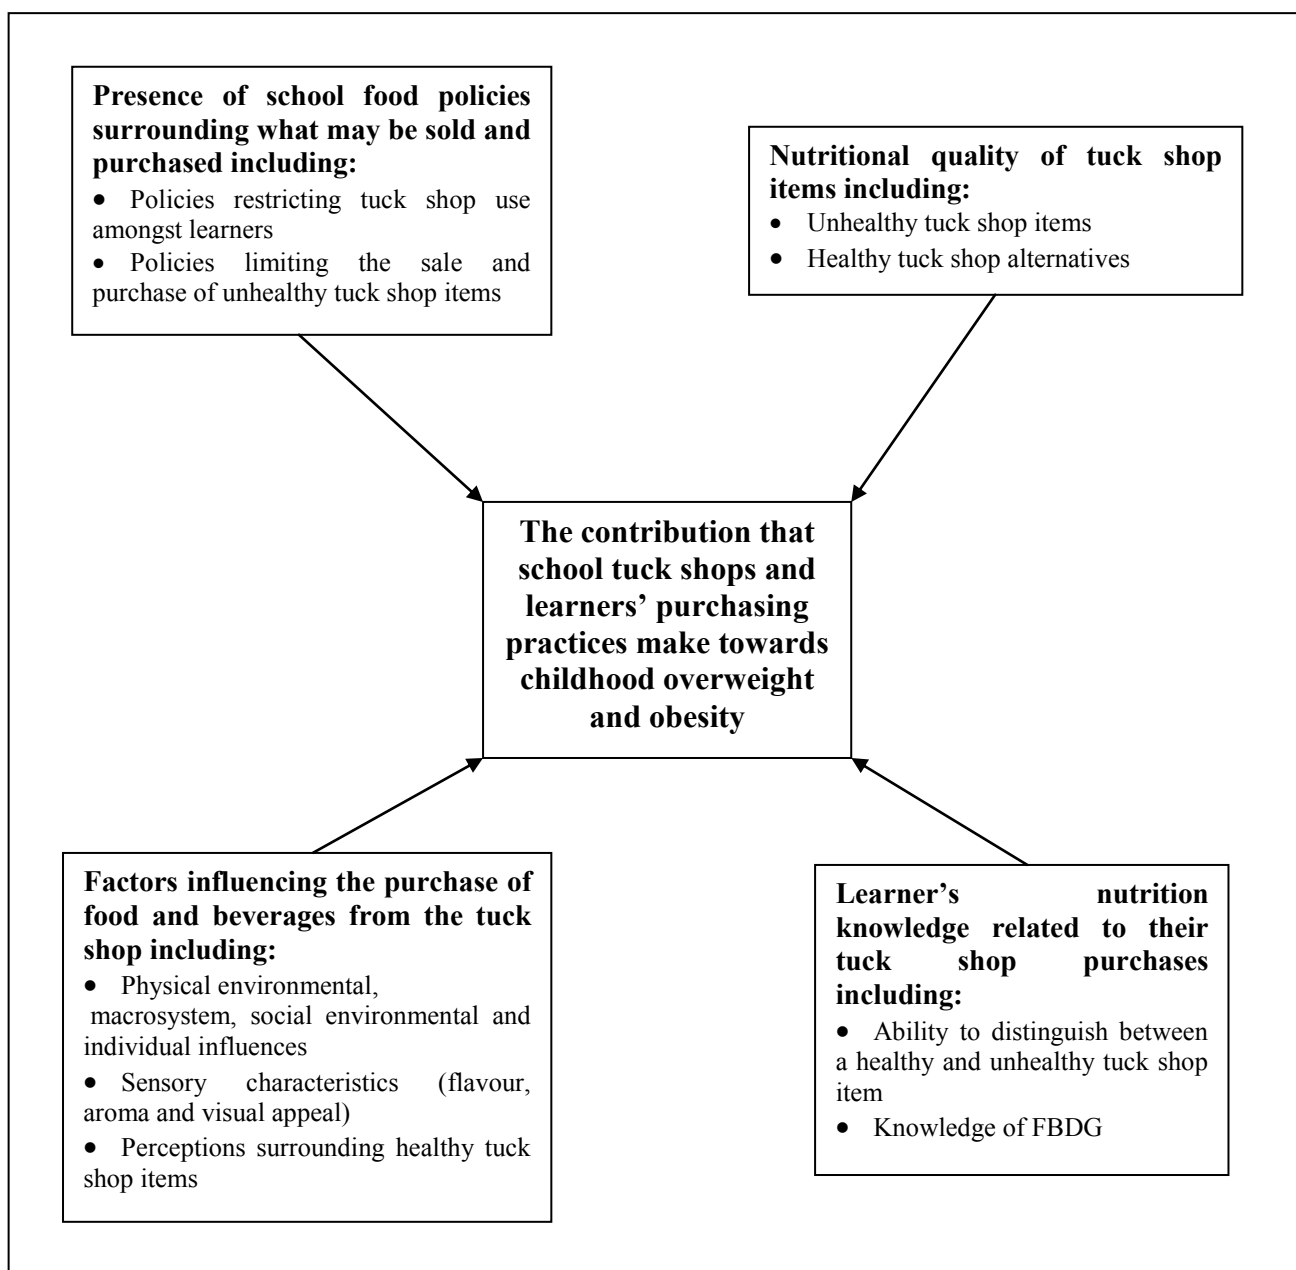 Presence of school food policies
surrounding what may be sold and
purchased including:
• Policies restricting tuck shop use
amongst learners
• Policies limiting the sale and
purchase of unhealthy tuck shop items
Nutritional quality of tuck shop
items including:
• Unhealthy tuck shop items
• Healthy tuck shop alternatives
The contribution that
school tuck shops and
learners’ purchasing
practices make towards
childhood overweight
and obesity
Factors influencing the purchase of
food and beverages from the tuck
shop including:
• Physical environmental,
macrosystem, social environmental and
individual influences
• Sensory characteristics (flavour,
aroma and visual appeal)
• Perceptions surrounding healthy tuck
shop items
Learner’s nutrition
knowledge related to their
tuck shop purchases
including:
• Ability to distinguish between
a healthy and unhealthy tuck shop
item
• Knowledge of FBDG